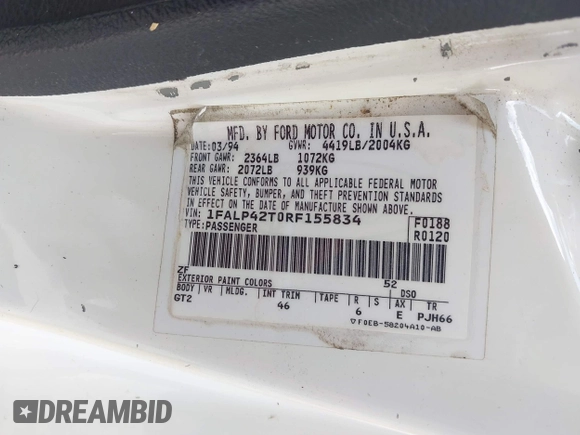 MFD. BY FORD MOTOR CO. IN U.S.A.
DATE: 03/94 GVWR: 4419LB/2004KG
FRONT GAWR: 2364LB 1072KG
REAR GAWR: 2072LB 939KG
THIS VEHICLE CONFORMS TO ALL APPLICABLE FEDERAL MOTOR
VEHICLE SAFETY, BUMPER, AND THEFT PREVENTION STANDARDS
IN EFFECT ON THE DATE OF MANUFACTURE SHOWN ABOVE.
VIN: 1FALP42T0RF155834 F0188
TYPE: PASSENGER R0120
ZF 52
EXTERIOR PAINT COLORS DSO
BODY VR MLDG. INT TRIM TAPE R S AX TR
GT2 46 6 E PJH66
▽F0EB-58204A10-AB
DREAMBID